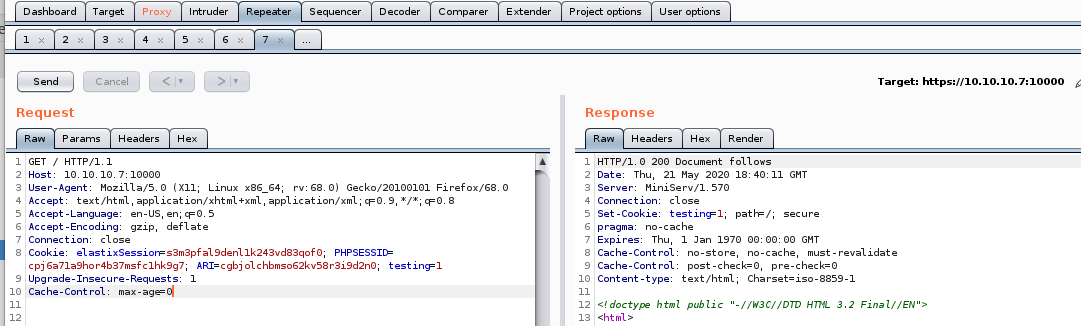 Dashboard Target Proxy Intruder Repeater Sequencer Decoder Comparer Extender Project options User options
1 × 2 × 3 × 4 × 5 × 6 × 7 × ...
Send Cancel < > Target: https://10.10.10.7:10000
Request
Raw Params Headers Hex
1 GET / HTTP/1.1
2 Host: 10.10.10.7:10000
3 User-Agent: Mozilla/5.0 (X11; Linux x86_64; rv:68.0) Gecko/20100101 Firefox/68.0
4 Accept: text/html,application/xhtml+xml,application/xml;q=0.9,*/*;q=0.8
5 Accept-Language: en-US,en;q=0.5
6 Accept-Encoding: gzip, deflate
7 Connection: close
8 Cookie: elastixSession=s3m3pfal9denl1k243vd83qof0; PHPSESSID=
cpj6a71a9hor4b37msfc1hk9g7; ARI=cgbjolchbmso62kv58r3i9d2n0; testing=1
9 Upgrade-Insecure-Requests: 1
10 Cache-Control: max-age=0
11
12
Response
Raw Headers Hex Render
1 HTTP/1.0 200 Document follows
2 Date: Thu, 21 May 2020 18:40:11 GMT
3 Server: MiniServ/1.570
4 Connection: close
5 Set-Cookie: testing=1; path=/; secure
6 pragma: no-cache
7 Expires: Thu, 1 Jan 1970 00:00:00 GMT
8 Cache-Control: no-store, no-cache, must-revalidate
9 Cache-Control: post-check=0, pre-check=0
10 Content-type: text/html; Charset=iso-8859-1
11
12 <!doctype html public "-//W3C//DTD HTML 3.2 Final//EN">
13 <html>